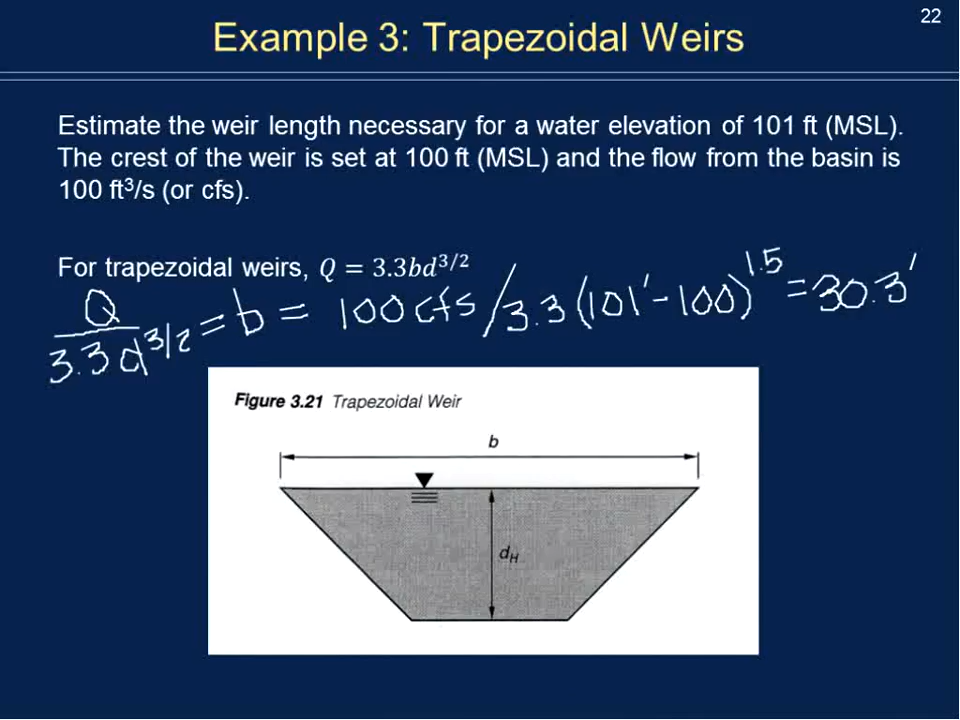 22
Example 3: Trapezoidal Weirs
Estimate the weir length necessary for a water elevation of 101 ft (MSL).
The crest of the weir is set at 100 ft (MSL) and the flow from the basin is
100 ft³/s (or cfs).
For trapezoidal weirs, Q = 3.3bd^{3/2}
Q / 3.3 d^{3/2} = b = 100 cfs / 3.3 (101' - 100)^{1.5} = 30.3'
Figure 3.21 Trapezoidal Weir
b
d_H